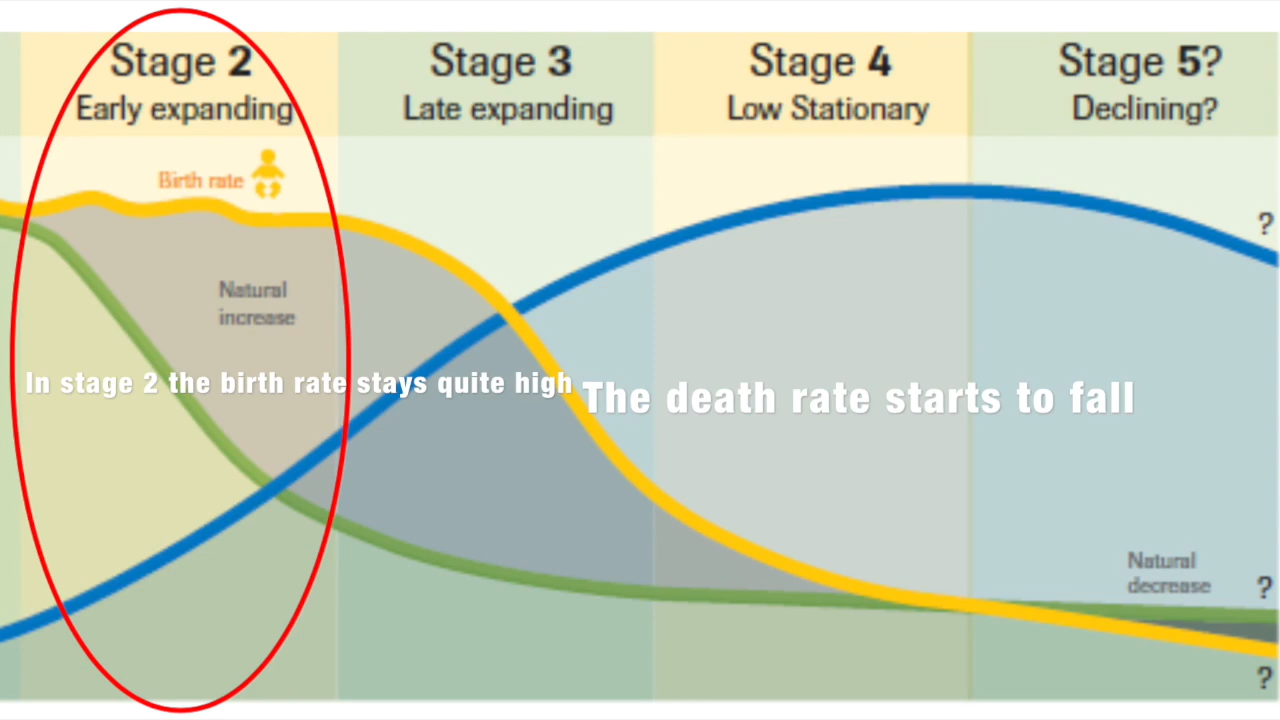 Stage 2
Early expanding
Stage 3
Late expanding
Stage 4
Low Stationary
Stage 5?
Declining?
Birth rate
?
Natural
increase
In stage 2 the birth rate stays quite high
The death rate starts to fall
Natural
decrease
?
?